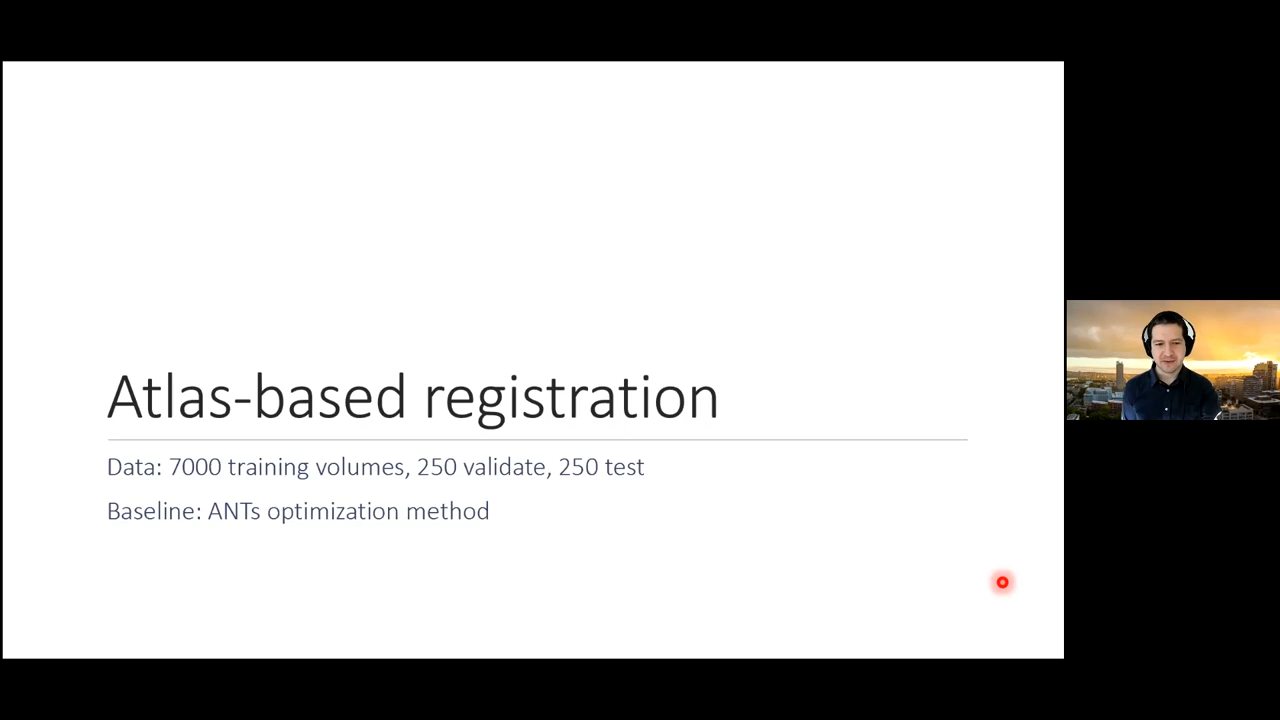 Atlas-based registration
Data: 7000 training volumes, 250 validate, 250 test
Baseline: ANTs optimization method